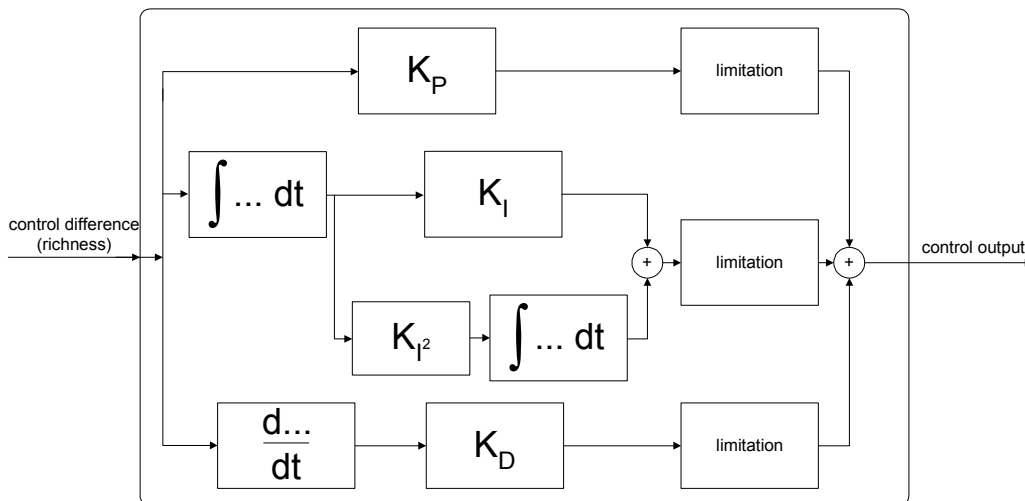 K_P
limitation
∫ ... dt
K_I
control difference
(richness)
+
limitation
+
control output
K_I²
∫ ... dt
d...
dt
K_D
limitation